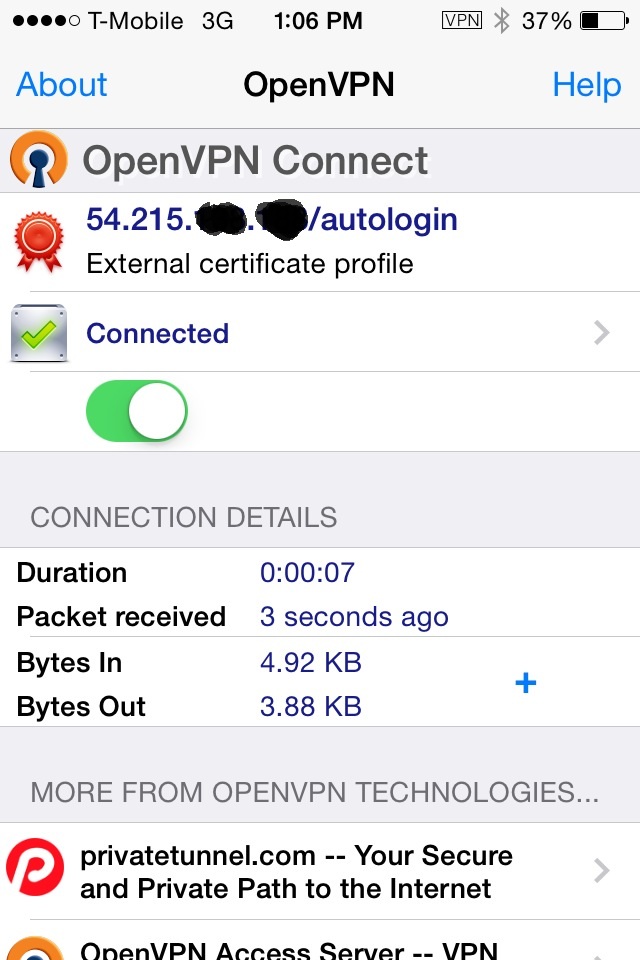 T-Mobile 3G 1:06 PM VPN 37%
About OpenVPN Help
OpenVPN Connect
54.215. . /autologin
External certificate profile
Connected
CONNECTION DETAILS
Duration 0:00:07
Packet received 3 seconds ago
Bytes In 4.92 KB
+
Bytes Out 3.88 KB
MORE FROM OPENVPN TECHNOLOGIES...
privatetunnel.com -- Your Secure
and Private Path to the Internet
OpenVPN Access Server -- VPN